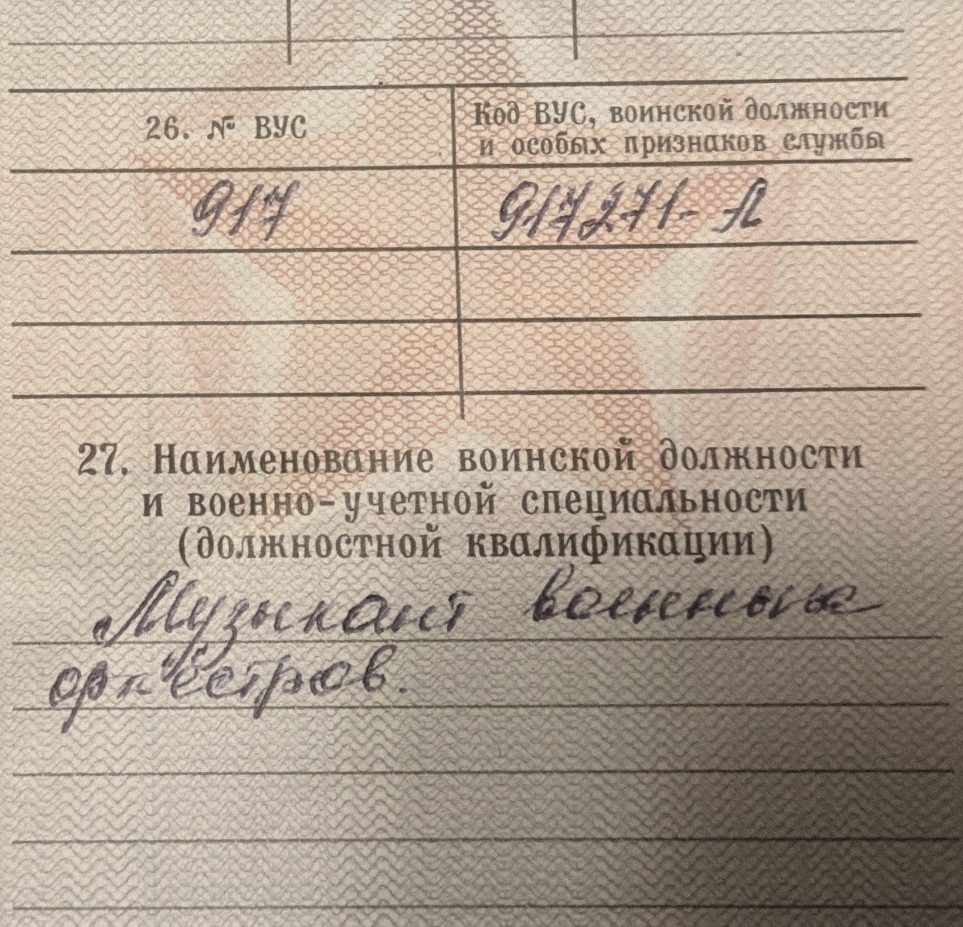 26. № ВУС
Код ВУС, воинской должности
и особых признаков службы
917
917271-А
27. Наименование воинской должности
и военно-учетной специальности
(должностной квалификации)
Музыкант военных
оркестров.